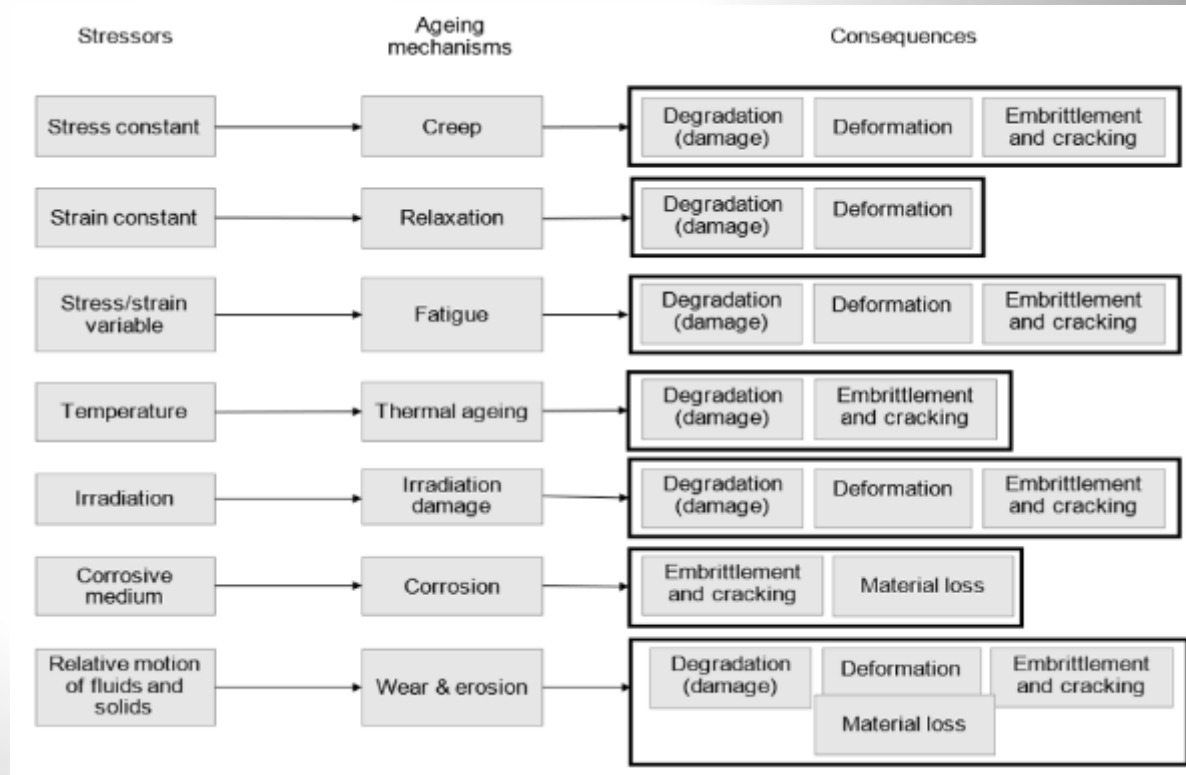 Stressors
Ageing
mechanisms
Consequences
Stress constant
Creep
Degradation
(damage)
Deformation
Embrittlement
and cracking
Strain constant
Relaxation
Degradation
(damage)
Deformation
Stress/strain
variable
Fatigue
Degradation
(damage)
Deformation
Embrittlement
and cracking
Temperature
Thermal ageing
Degradation
(damage)
Embrittlement
and cracking
Irradiation
Irradiation
damage
Degradation
(damage)
Deformation
Embrittlement
and cracking
Corrosive
medium
Corrosion
Embrittlement
and cracking
Material loss
Relative motion
of fluids and
solids
Wear & erosion
Degradation
(damage)
Deformation
Embrittlement
and cracking
Material loss